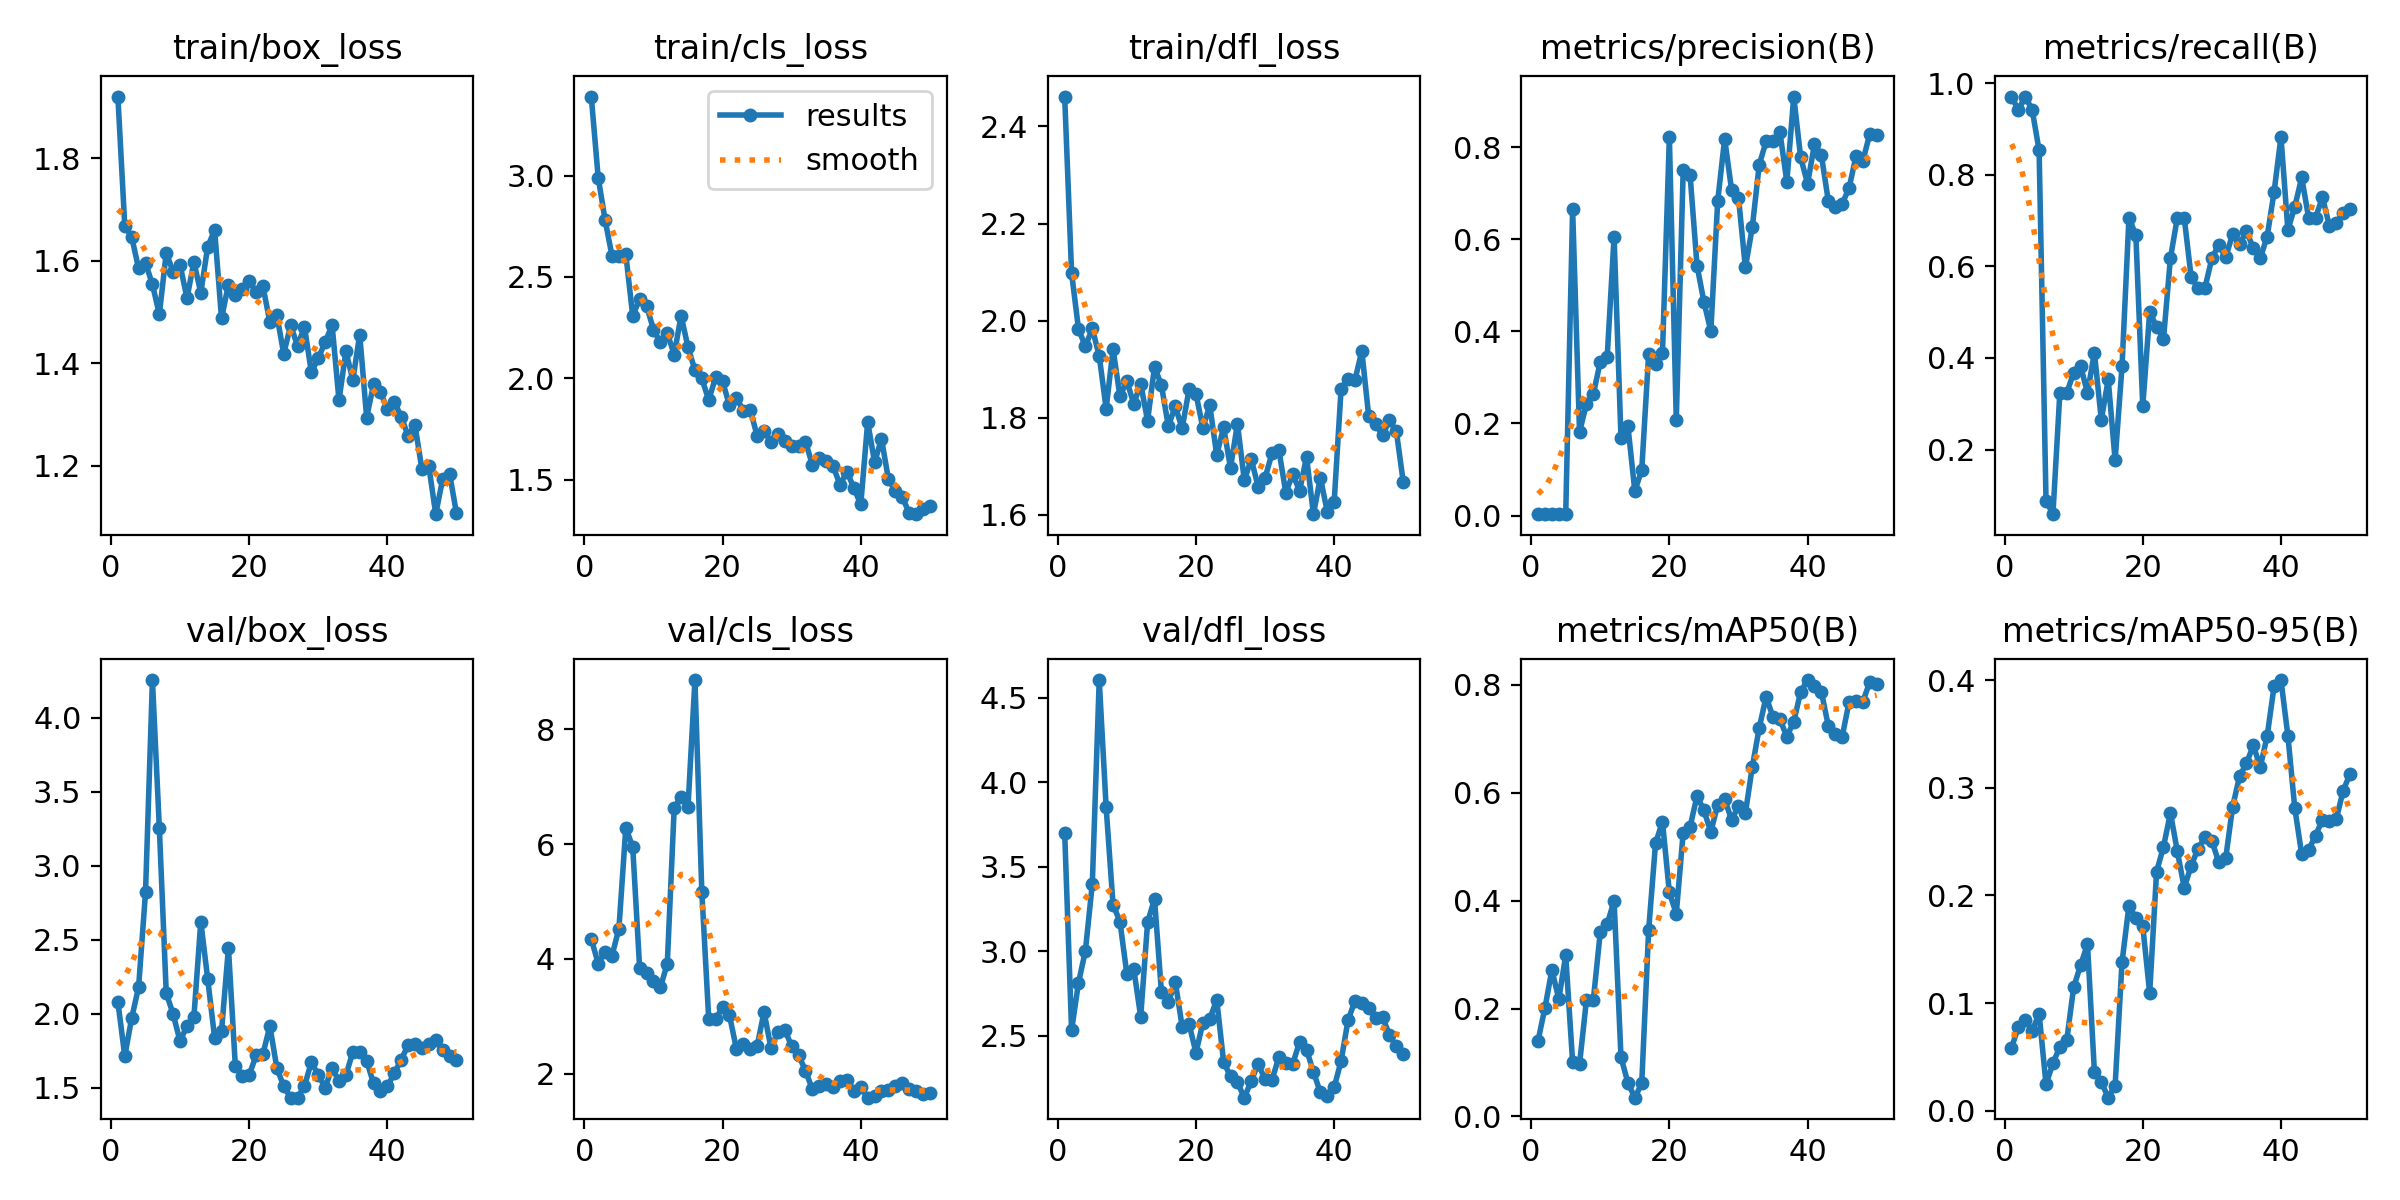 train/box_loss
1.8
1.6
1.4
1.2
0 20 40
train/cls_loss
results
smooth
3.0
2.5
2.0
1.5
0 20 40
train/dfl_loss
2.4
2.2
2.0
1.8
1.6
0 20 40
metrics/precision(B)
0.8
0.6
0.4
0.2
0.0
0 20 40
metrics/recall(B)
1.0
0.8
0.6
0.4
0.2
0 20 40
val/box_loss
4.0
3.5
3.0
2.5
2.0
1.5
0 20 40
val/cls_loss
8
6
4
2
0 20 40
val/dfl_loss
4.5
4.0
3.5
3.0
2.5
0 20 40
metrics/mAP50(B)
0.8
0.6
0.4
0.2
0.0
0 20 40
metrics/mAP50-95(B)
0.4
0.3
0.2
0.1
0.0
0 20 40